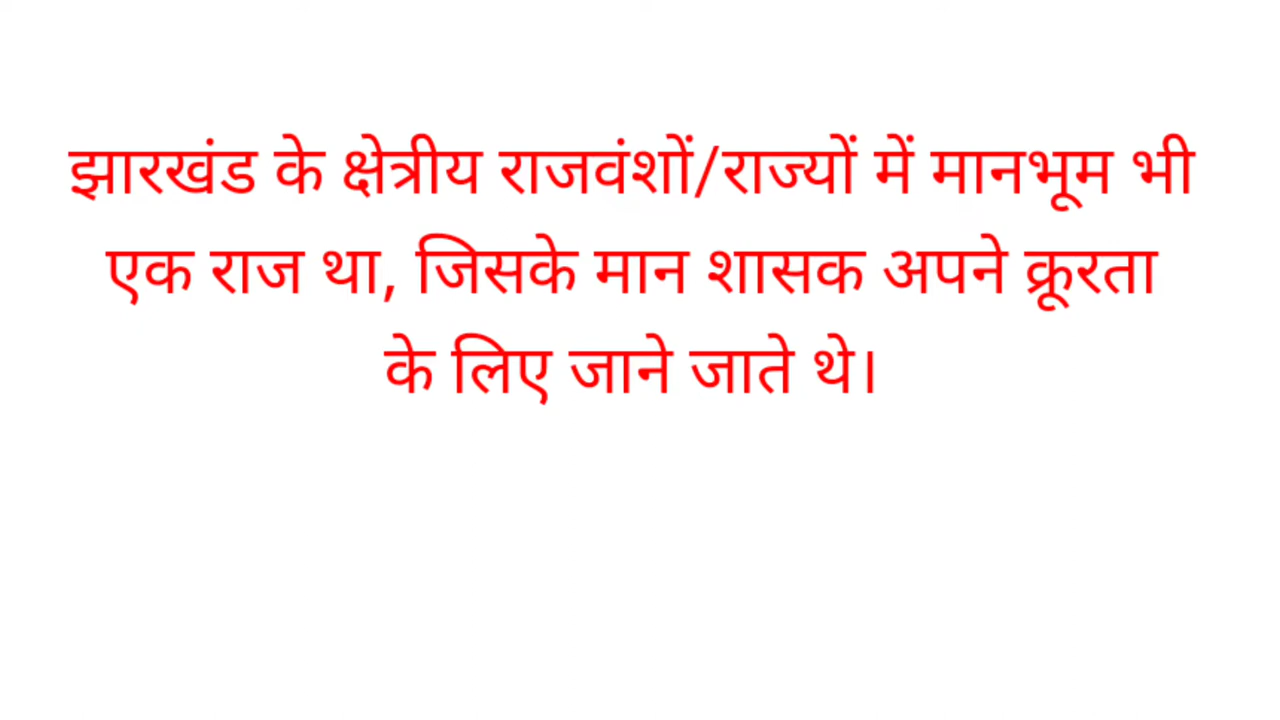 झारखंड के क्षेत्रीय राजवंशों/राज्यों में मानभूम भी
एक राज था, जिसके मान शासक अपने क्रूरता
के लिए जाने जाते थे।